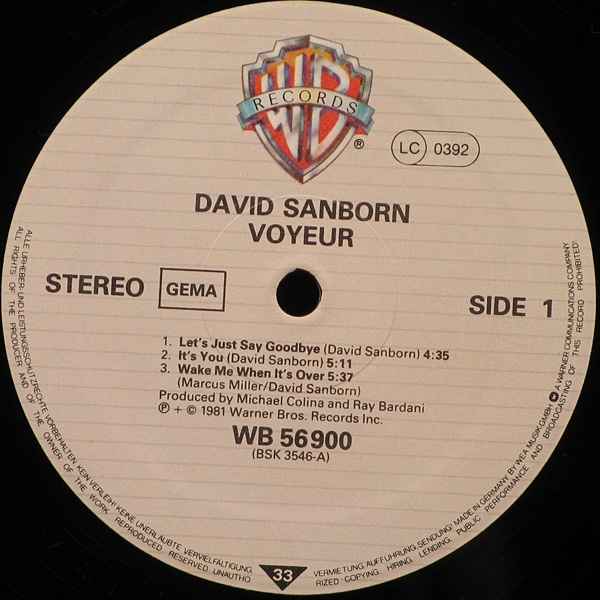 WB
RECORDS
®
LC 0392
DAVID SANBORN
VOYEUR
STEREO GEMA
SIDE 1
1. Let's Just Say Goodbye (David Sanborn) 4:35
2. It's You (David Sanborn) 5:11
3. Wake Me When It's Over 5:37
(Marcus Miller/David Sanborn)
Produced by Michael Colina and Ray Bardani
℗ + © 1981 Warner Bros. Records Inc.
WB 56 900
(BSK 3546-A)
ALLE URHEBER- UND LEISTUNGSSCHUTZRECHTE VORBEHALTEN. KEIN VERLEIH! KEINE UNERLAUBTE VERVIELFÄLTIGUNG, VERMIETUNG, AUFFÜHRUNG, SENDUNG! MADE IN GERMANY BY WEA MUSIK GMBH A WARNER COMMUNICATIONS COMPANY
ALL RIGHTS OF THE PRODUCER AND OF THE OWNER OF THE WORK REPRODUCED RESERVED. UNAUTHORIZED COPYING, HIRING, LENDING, PUBLIC PERFORMANCE AND BROADCASTING OF THIS RECORD PROHIBITED!
33